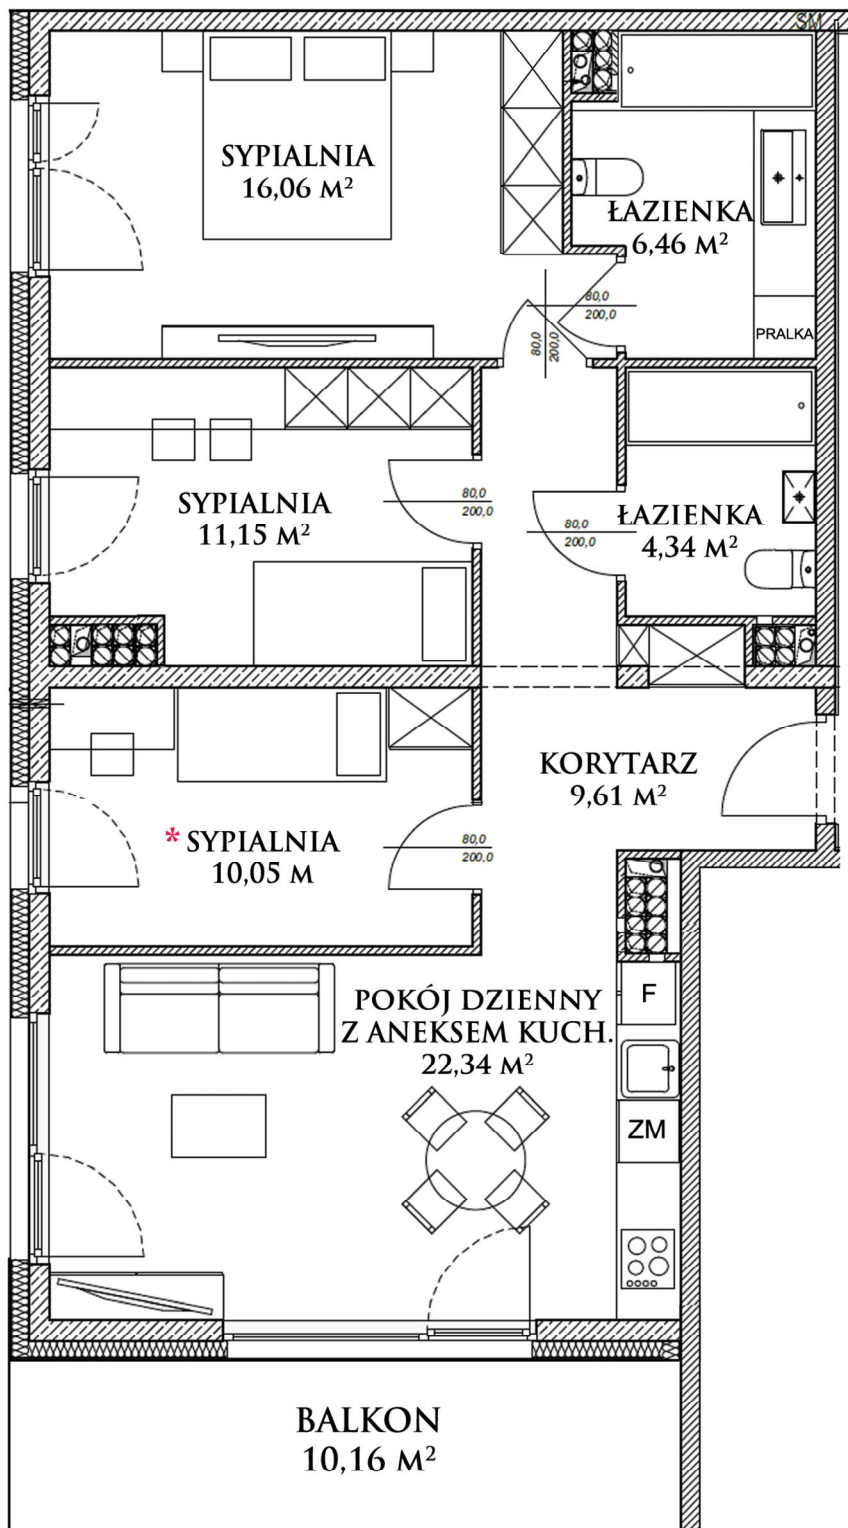 SM
SYPIALNIA
16,06 M²
ŁAZIENKA
6,46 M²
80,0
200,0
80,0
200,0
PRALKA
SYPIALNIA
11,15 M²
80,0
200,0
80,0
200,0
ŁAZIENKA
4,34 M²
KORYTARZ
9,61 M²
* SYPIALNIA
10,05 M
80,0
200,0
POKÓJ DZIENNY
Z ANEKSEM KUCH.
22,34 M²
F
ZM
BALKON
10,16 M²